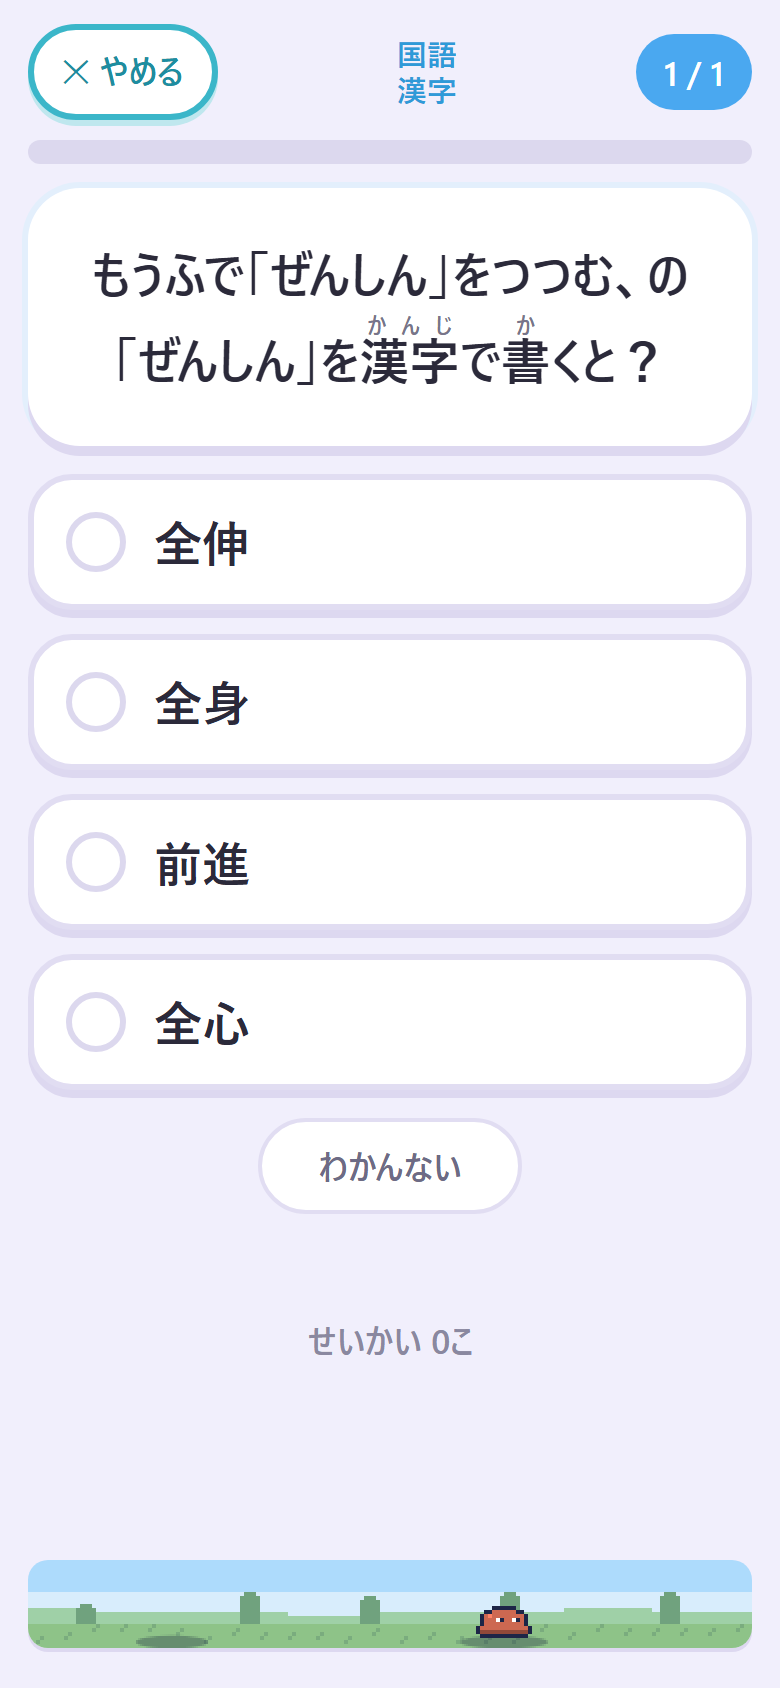 × やめる
国語
漢字
1 / 1
もうふで「ぜんしん」をつつむ、の
かんじ か
「ぜんしん」を漢字で書くと？
全伸
全身
前進
全心
わかんない
せいかい 0こ